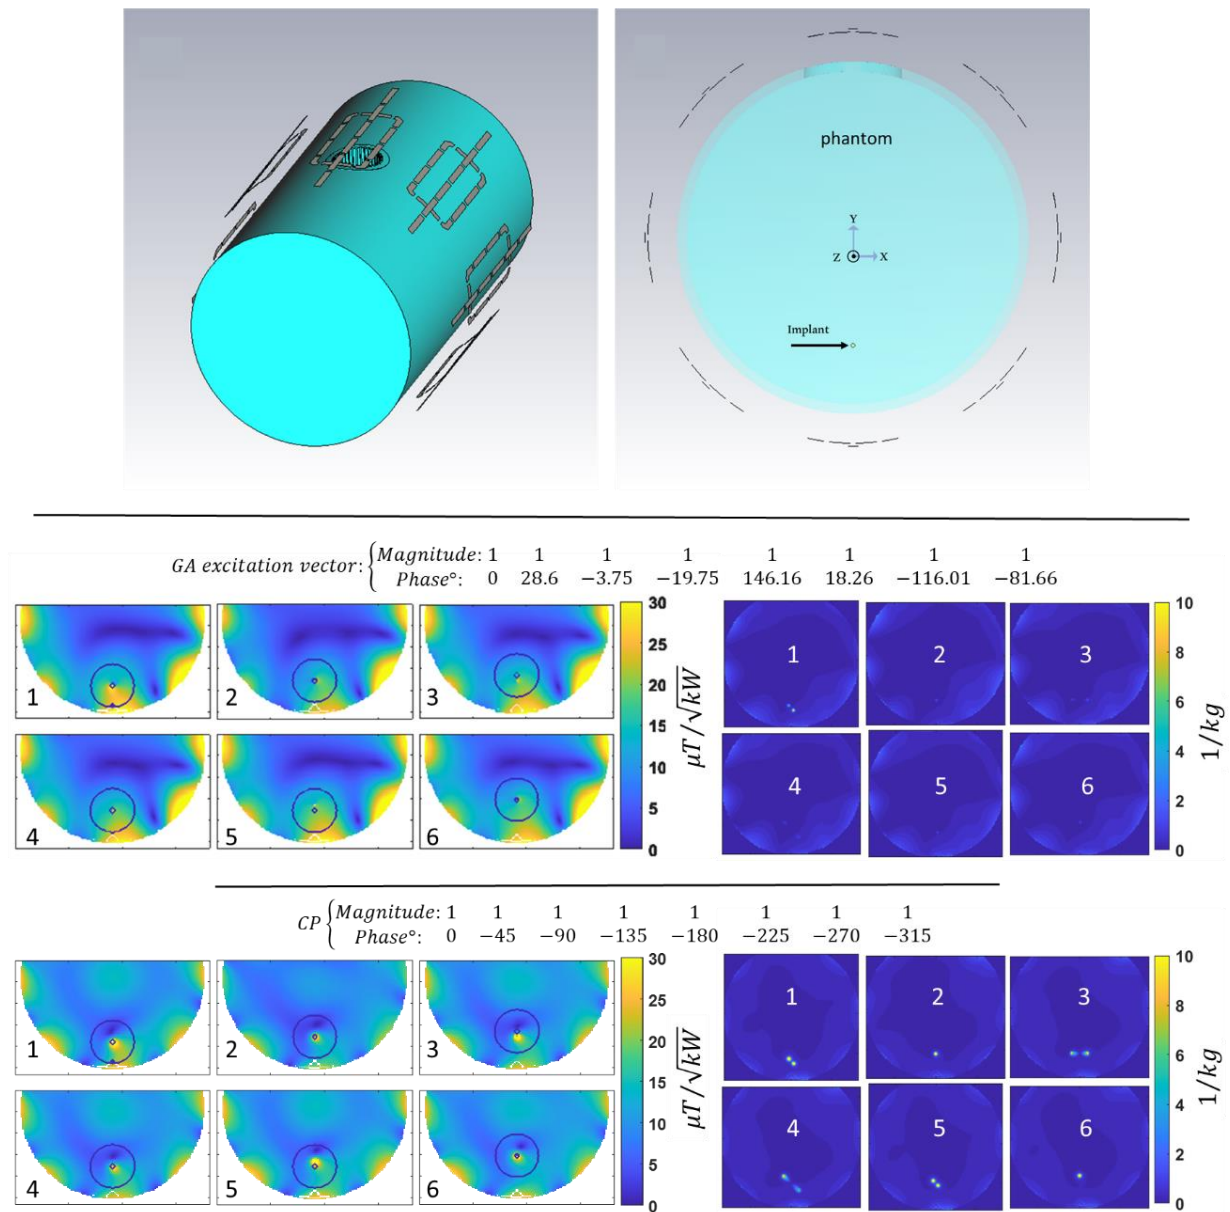 phantom
Y
Z X
Implant
GA excitation vector: { Magnitude: 1 1 1 1 1 1 1 1
Phase°: 0 28.6 −3.75 −19.75 146.16 18.26 −116.01 −81.66
1 2 3
4 5 6
30
25
20
15
10
5
0
μT/√kW
1 2 3
4 5 6
10
8
6
4
2
0
1/kg
CP { Magnitude: 1 1 1 1 1 1 1 1
Phase°: 0 −45 −90 −135 −180 −225 −270 −315
1 2 3
4 5 6
30
25
20
15
10
5
0
μT/√kW
1 2 3
4 5 6
10
8
6
4
2
0
1/kg